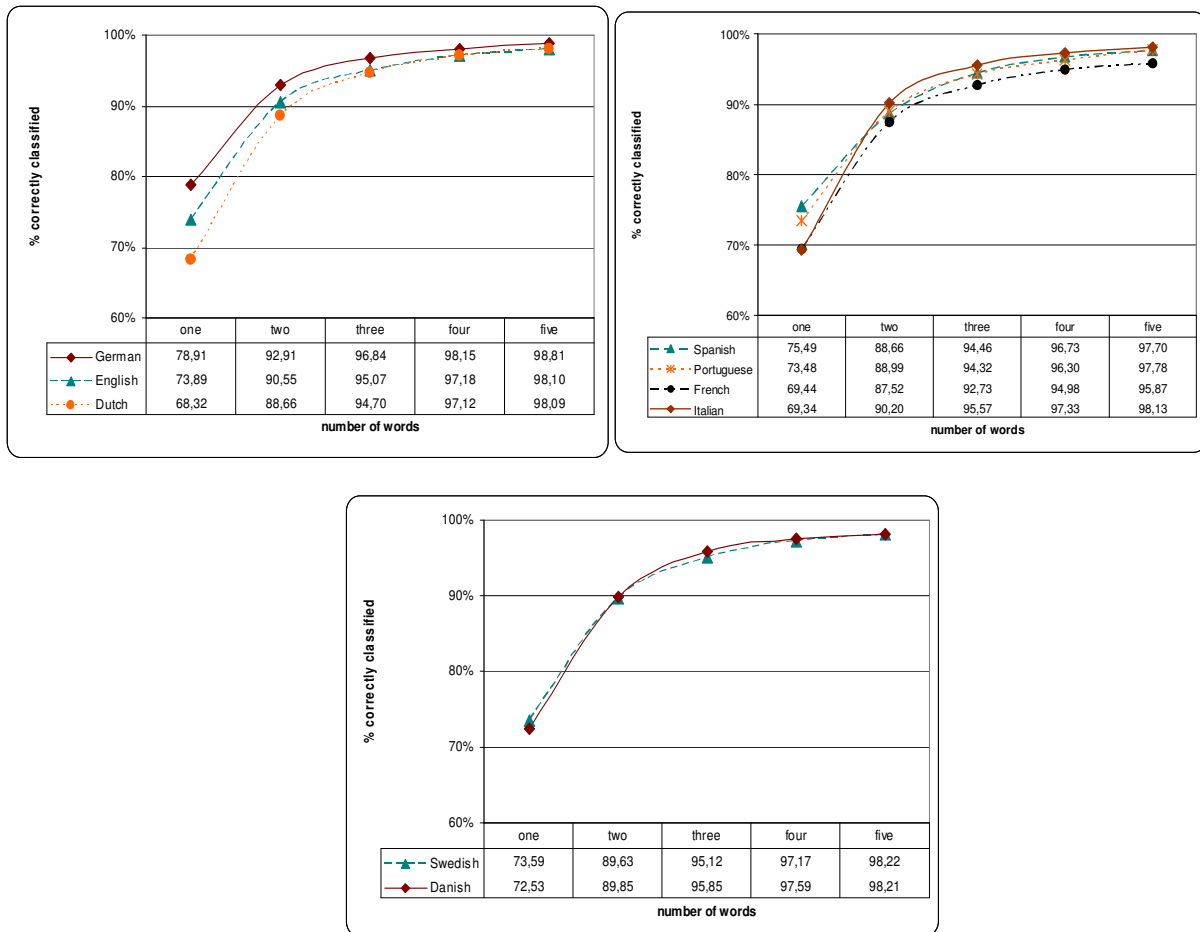 100%
90%
80%
70%
60%
% correctly classified
one two three four five
German 78,91 92,91 96,84 98,15 98,81
English 73,89 90,55 95,07 97,18 98,10
Dutch 68,32 88,66 94,70 97,12 98,09
number of words
100%
90%
80%
70%
60%
% correctly classified
one two three four five
Spanish 75,49 88,66 94,46 96,73 97,70
Portuguese 73,48 88,99 94,32 96,30 97,78
French 69,44 87,52 92,73 94,98 95,87
Italian 69,34 90,20 95,57 97,33 98,13
number of words
100%
90%
80%
70%
60%
% correctly classified
one two three four five
Swedish 73,59 89,63 95,12 97,17 98,22
Danish 72,53 89,85 95,85 97,59 98,21
number of words